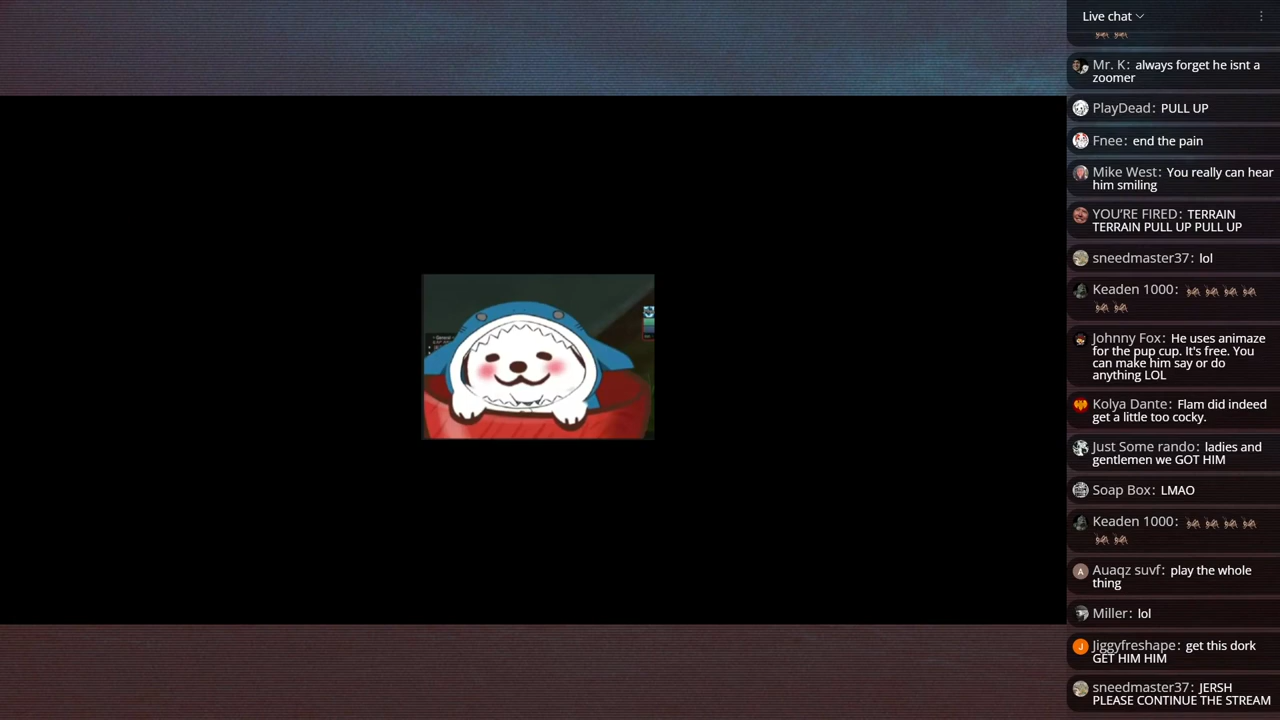 Live chat
Mr. K: always forget he isnt a
zoomer
PlayDead: PULL UP
Fnee: end the pain
Mike West: You really can hear
him smiling
YOU'RE FIRED: TERRAIN
TERRAIN PULL UP PULL UP
sneedmaster37: lol
Keaden 1000:
Johnny Fox: He uses animaze
for the pup cup. It's free. You
can make him say or do
anything LOL
Kolya Dante: Flam did indeed
get a little too cocky.
Just Some rando: ladies and
gentlemen we GOT HIM
Soap Box: LMAO
Keaden 1000:
A
Auaqz suvf: play the whole
thing
Miller: lol
J
Jiggyfreshape: get this dork
GET HIM HIM
sneedmaster37: JERSH
PLEASE CONTINUE THE STREAM